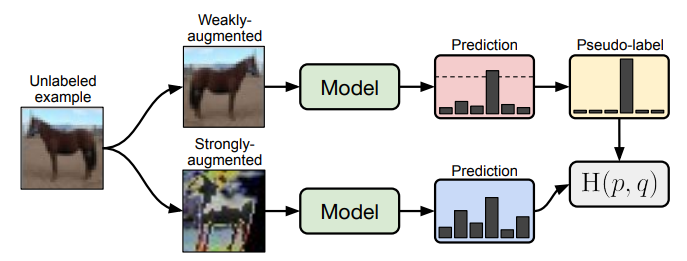 Unlabeled
example
Weakly-
augmented
Model
Prediction
Pseudo-label
Strongly-
augmented
Model
Prediction
H(p, q)